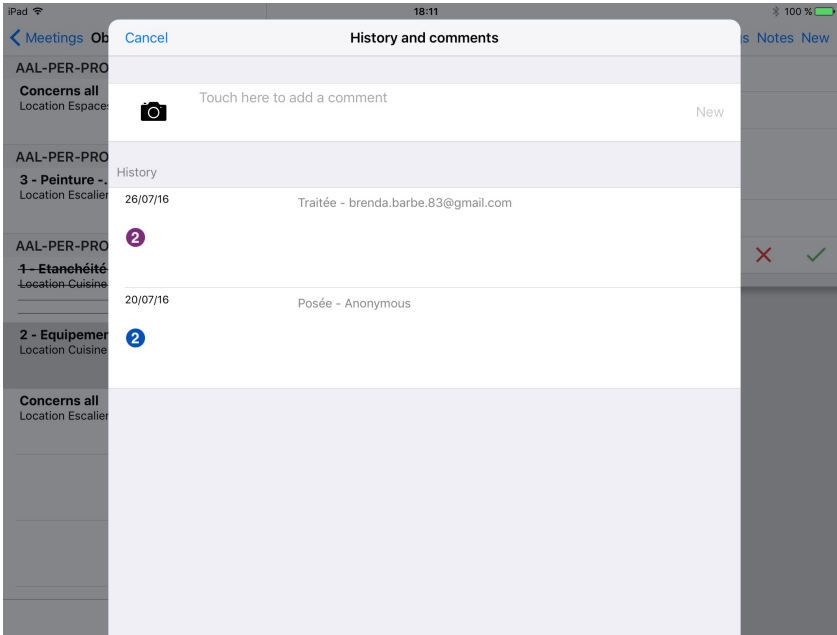 iPad 18:11 100 %
Meetings Ob Cancel History and comments s Notes New
AAL-PER-PRO
Concerns all
Location Espaces
Touch here to add a comment
New
AAL-PER-PRO
3 - Peinture -.
Location Escalier
History
26/07/16 Traitée - brenda.barbe.83@gmail.com
2
AAL-PER-PRO
1 - Etanchéité
Location Cuisine
20/07/16 Posée - Anonymous
2
2 - Equipemer
Location Cuisine
Concerns all
Location Escalier